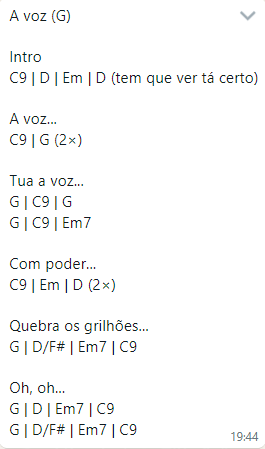 A voz (G)
Intro
C9 | D | Em | D (tem que ver tá certo)
A voz...
C9 | G (2×)
Tua a voz...
G | C9 | G
G | C9 | Em7
Com poder...
C9 | Em | D (2×)
Quebra os grilhões...
G | D/F# | Em7 | C9
Oh, oh...
G | D | Em7 | C9
G | D/F# | Em7 | C9
19:44